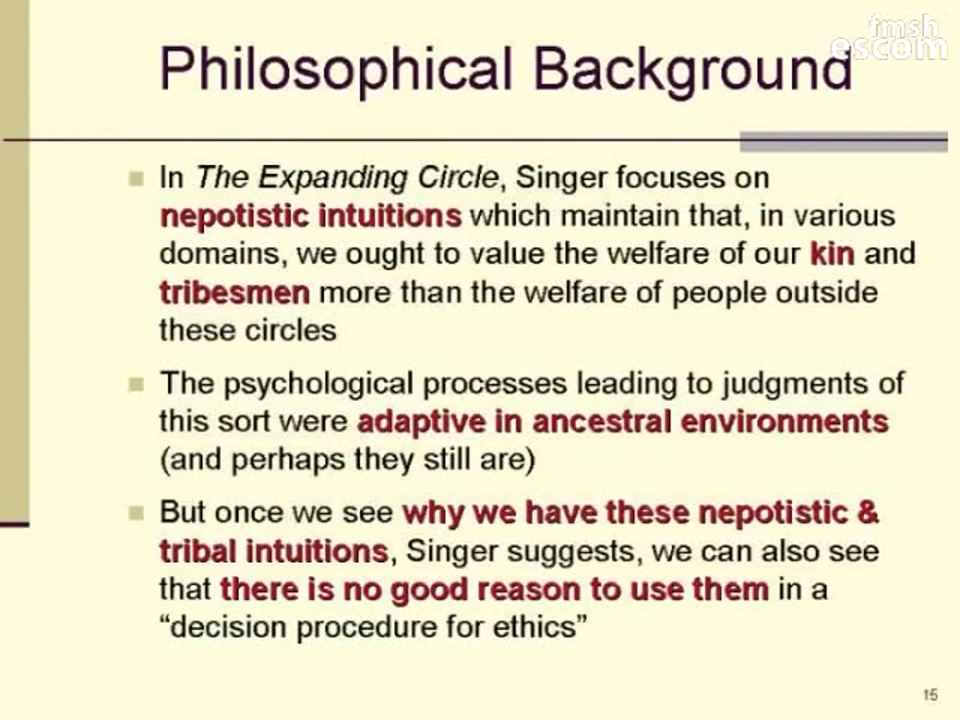 fmsh
escom
Philosophical Background
In The Expanding Circle, Singer focuses on
nepotistic intuitions which maintain that, in various
domains, we ought to value the welfare of our kin and
tribesmen more than the welfare of people outside
these circles
The psychological processes leading to judgments of
this sort were adaptive in ancestral environments
(and perhaps they still are)
But once we see why we have these nepotistic &
tribal intuitions, Singer suggests, we can also see
that there is no good reason to use them in a
“decision procedure for ethics”
15